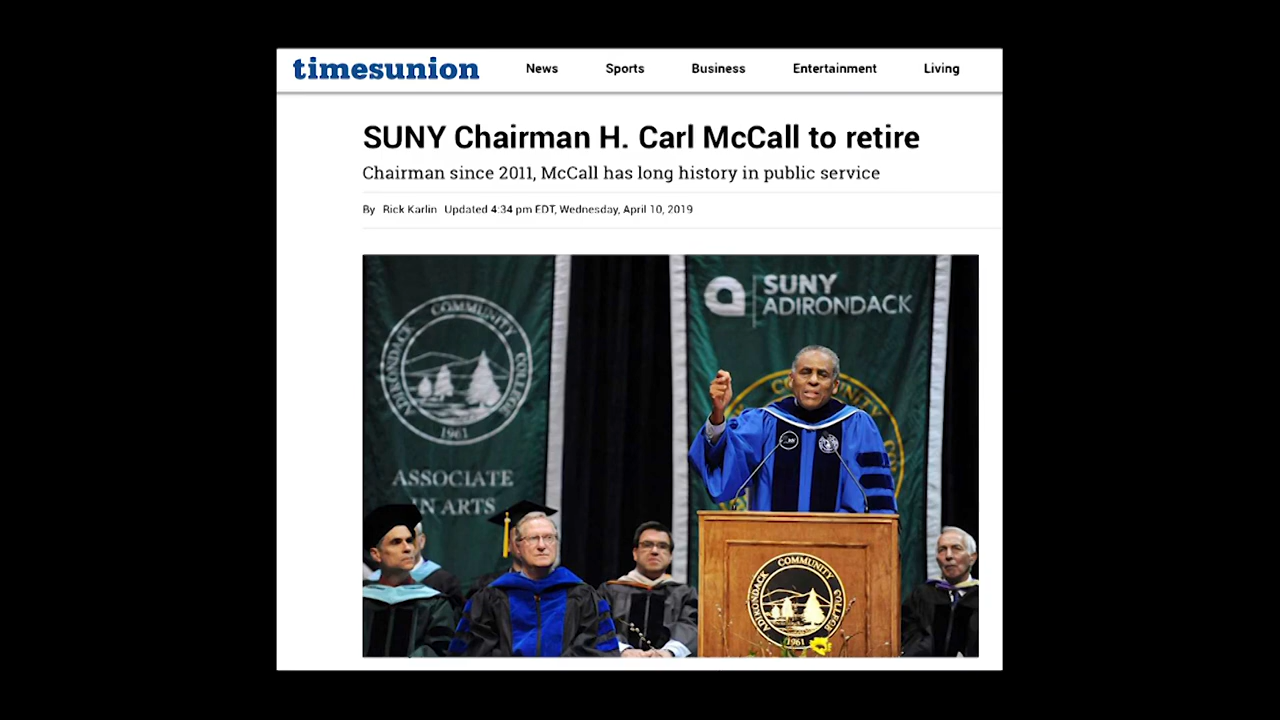 timesunion
News Sports Business Entertainment Living
SUNY Chairman H. Carl McCall to retire
Chairman since 2011, McCall has long history in public service
By Rick Karlin Updated 4:34 pm EDT, Wednesday, April 10, 2019
ADIRONDACK COMMUNITY COLLEGE
1961
ASSOCIATE
IN ARTS
SUNY
ADIRONDACK
ADIRONDACK COMMUNITY COLLEGE
1961